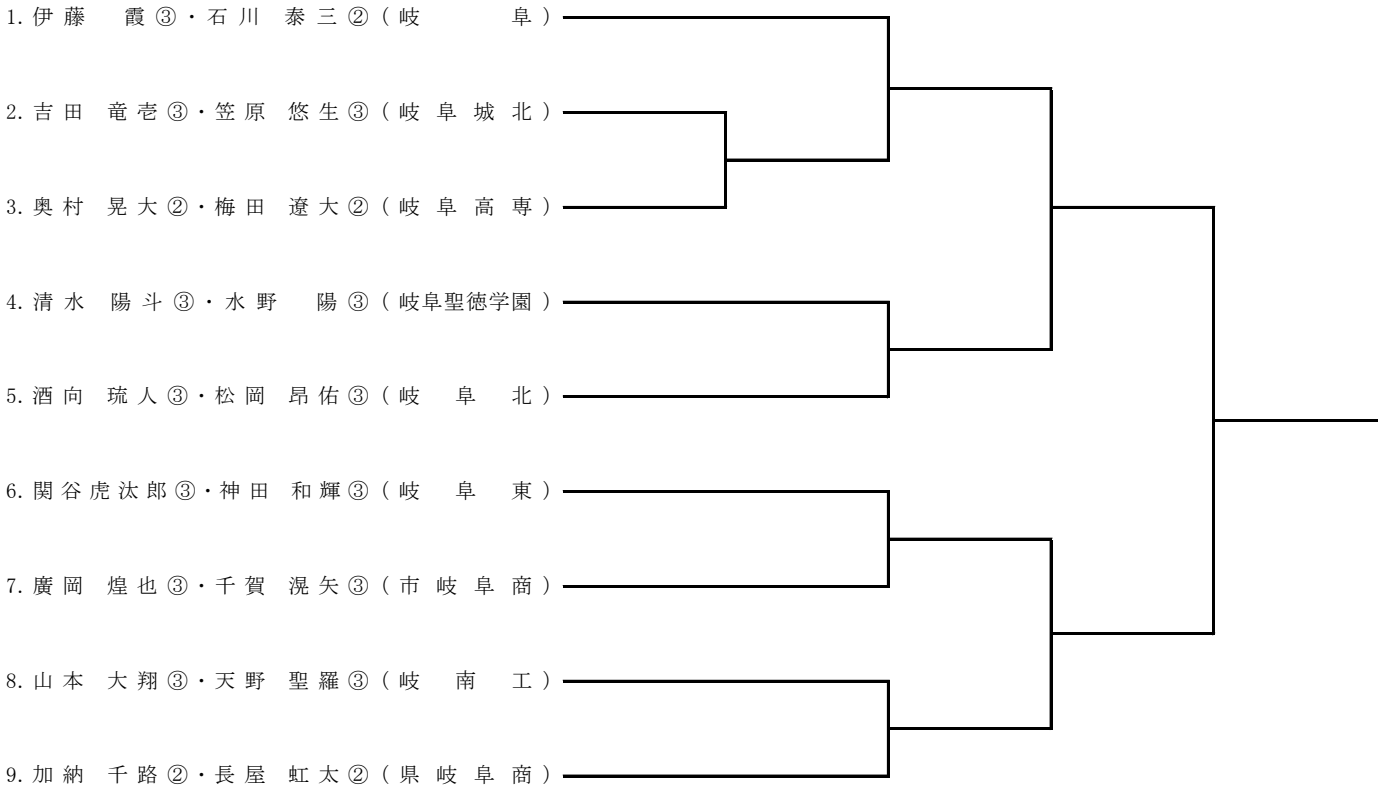 1. 伊藤 霞③・石川 泰三②(岐阜)
2. 吉田 竜壱③・笠原 悠生③(岐阜城北)
3. 奥村 晃大②・梅田 遼大②(岐阜高専)
4. 清水 陽斗③・水野 陽③(岐阜聖徳学園)
5. 酒向 琉人③・松岡 昂佑③(岐阜北)
6. 関谷虎汰郎③・神田 和輝③(岐阜東)
7. 廣岡 煌也③・千賀 滉矢③(市岐阜商)
8. 山本 大翔③・天野 聖羅③(岐南工)
9. 加納 千路②・長屋 虹太②(県岐阜商)